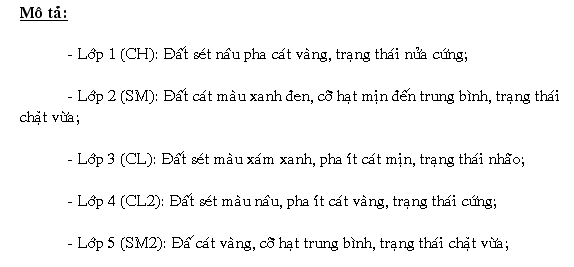 Mô tả:
- Lớp 1 (CH): Đất sét nâu pha cát vàng, trạng thái nửa cứng;
- Lớp 2 (SM): Đất cát màu xanh đen, cỡ hạt mịn đến trung bình, trạng thái
chặt vừa;
- Lớp 3 (CL): Đất sét màu xám xanh, pha ít cát mịn, trạng thái nhão;
- Lớp 4 (CL2): Đất sét màu nâu, pha ít cát vàng, trạng thái cứng;
- Lớp 5 (SM2): Đấ cát vàng, cỡ hạt trung bình, trạng thái chặt vừa;